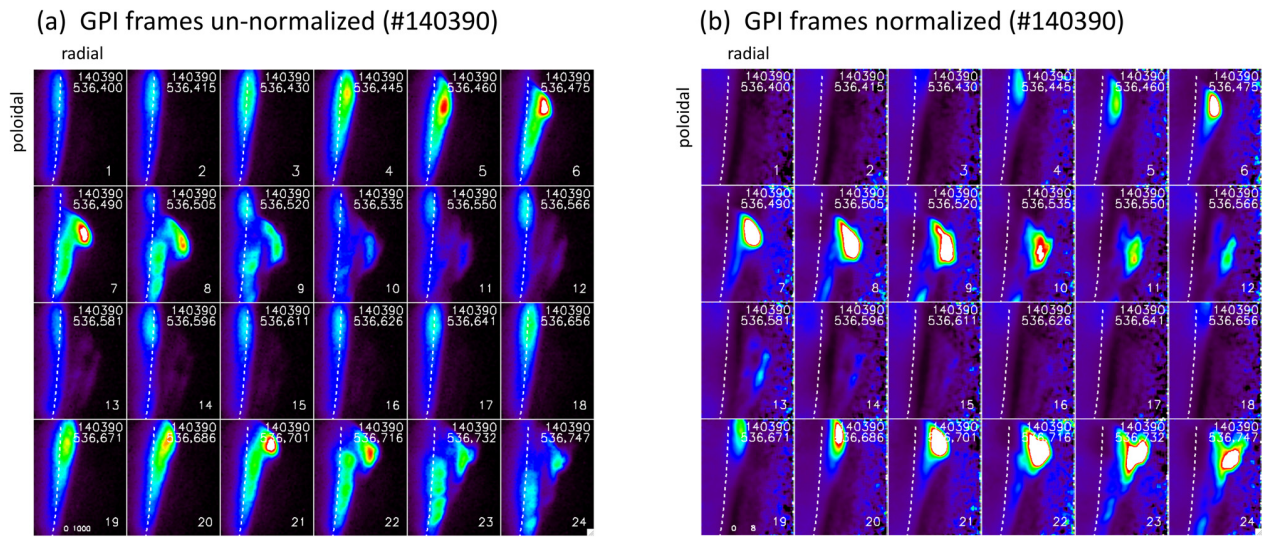 (a) GPI frames un-normalized (#140390)
radial
poloidal
140390 140390 140390 140390 140390 140390
536,400 536,415 536,430 536,445 536,460 536,475
1 2 3 4 5 6
140390 140390 140390 140390 140390 140390
536,490 536,505 536,520 536,535 536,550 536,566
7 8 9 10 11 12
140390 140390 140390 140390 140390 140390
536,581 536,596 536,611 536,626 536,641 536,656
13 14 15 16 17 18
140390 140390 140390 140390 140390 140390
536,671 536,686 536,701 536,716 536,732 536,747
0 1000
19 20 21 22 23 24
(b) GPI frames normalized (#140390)
radial
poloidal
140390 140390 140390 140390 140390 140390
536,400 536,415 536,430 536,445 536,460 536,475
1 2 3 4 5 6
140390 140390 140390 140390 140390 140390
536,490 536,505 536,520 536,535 536,550 536,566
7 8 9 10 11 12
140390 140390 140390 140390 140390 140390
536,581 536,596 536,611 536,626 536,641 536,656
13 14 15 16 17 18
140390 140390 140390 140390 140390 140390
536,671 536,686 536,701 536,716 536,732 536,747
0 8
19 20 21 22 23 24